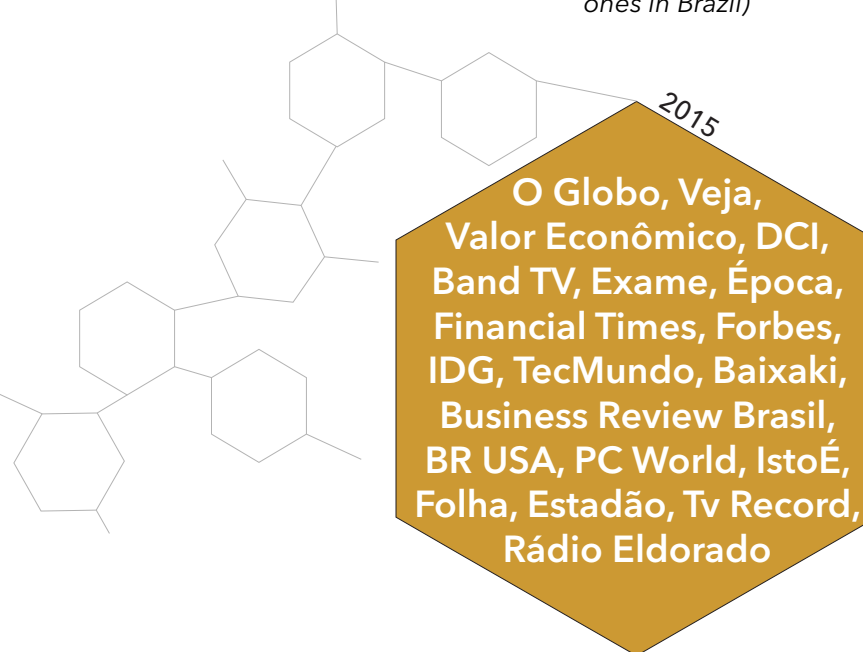 ones in Brazil)
2015
O Globo, Veja,
Valor Econômico, DCI,
Band TV, Exame, Época,
Financial Times, Forbes,
IDG, TecMundo, Baixaki,
Business Review Brasil,
BR USA, PC World, IstoÉ,
Folha, Estadão, Tv Record,
Rádio Eldorado